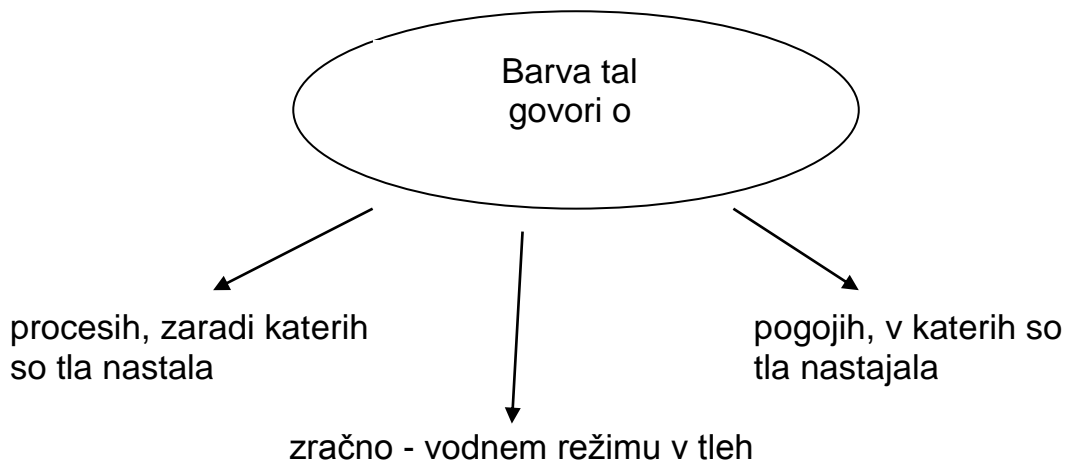 Barva tal
govori o
procesih, zaradi katerih
so tla nastala
pogojih, v katerih so
tla nastajala
zračno - vodnem režimu v tleh